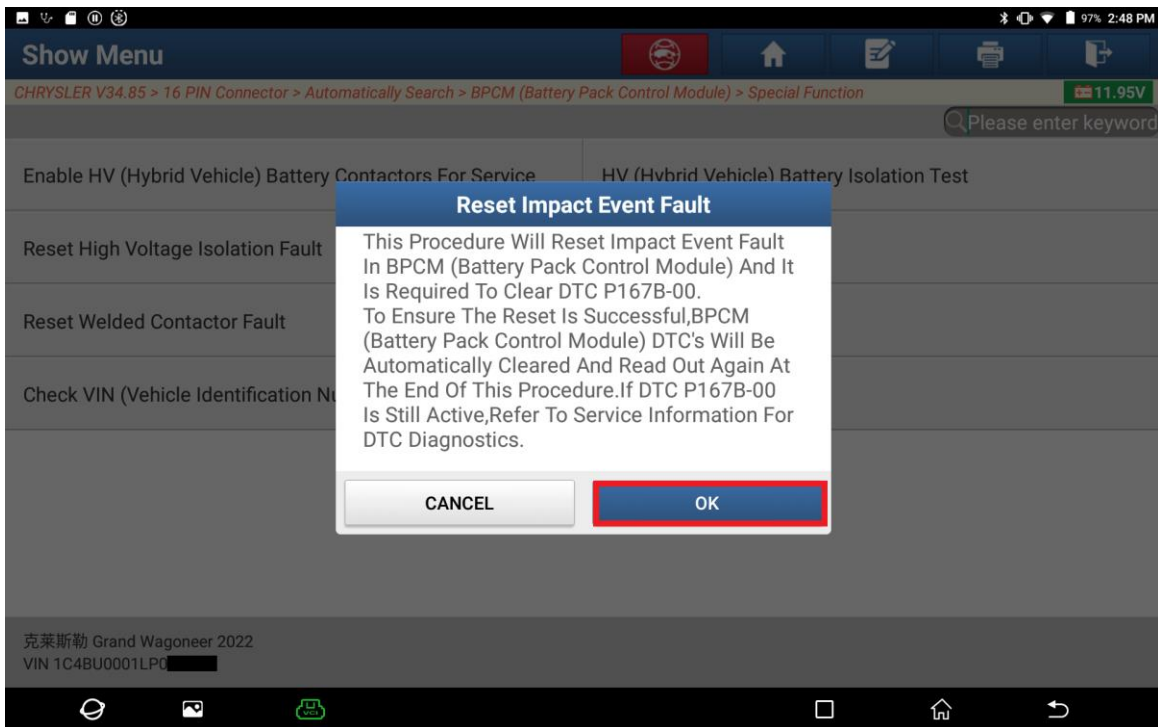 97% 2:48 PM
Show Menu
CHRYSLER V34.85 > 16 PIN Connector > Automatically Search > BPCM (Battery Pack Control Module) > Special Function
11.95V
Please enter keyword
Enable HV (Hybrid Vehicle) Battery Contactors For Service
HV (Hybrid Vehicle) Battery Isolation Test
Reset High Voltage Isolation Fault
Reset Welded Contactor Fault
Check VIN (Vehicle Identification
Reset Impact Event Fault
This Procedure Will Reset Impact Event Fault
In BPCM (Battery Pack Control Module) And It
Is Required To Clear DTC P167B-00.
To Ensure The Reset Is Successful,BPCM
(Battery Pack Control Module) DTC's Will Be
Automatically Cleared And Read Out Again At
The End Of This Procedure.If DTC P167B-00
Is Still Active,Refer To Service Information For
DTC Diagnostics.
CANCEL
OK
克莱斯勒 Grand Wagoneer 2022
VIN 1C4BU0001LP0
VCI